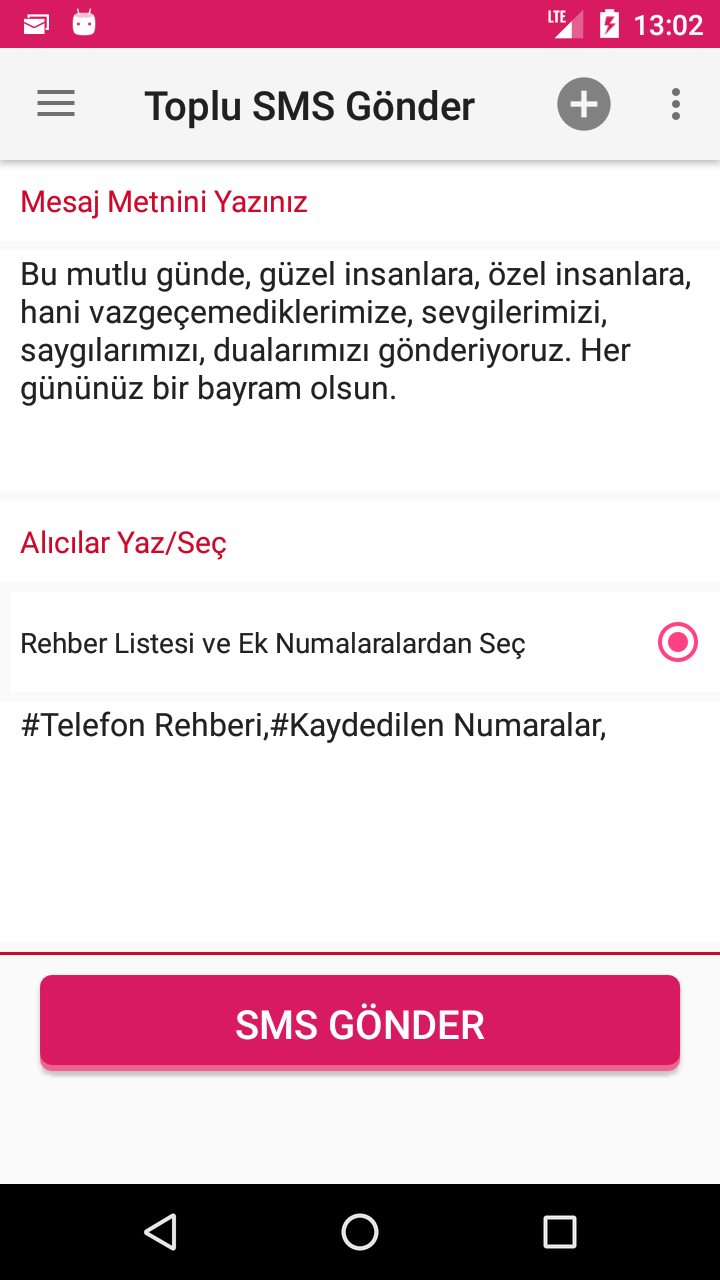 LTE 13:02
Toplu SMS Gönder
Mesaj Metnini Yazınız
Bu mutlu günde, güzel insanlara, özel insanlara,
hani vazgeçemediklerimize, sevgilerimizi,
saygılarımızı, dualarımızı gönderiyoruz. Her
gününüz bir bayram olsun.
Alıcılar Yaz/Seç
Rehber Listesi ve Ek Numalaralardan Seç
#Telefon Rehberi,#Kaydedilen Numaralar,
SMS GÖNDER